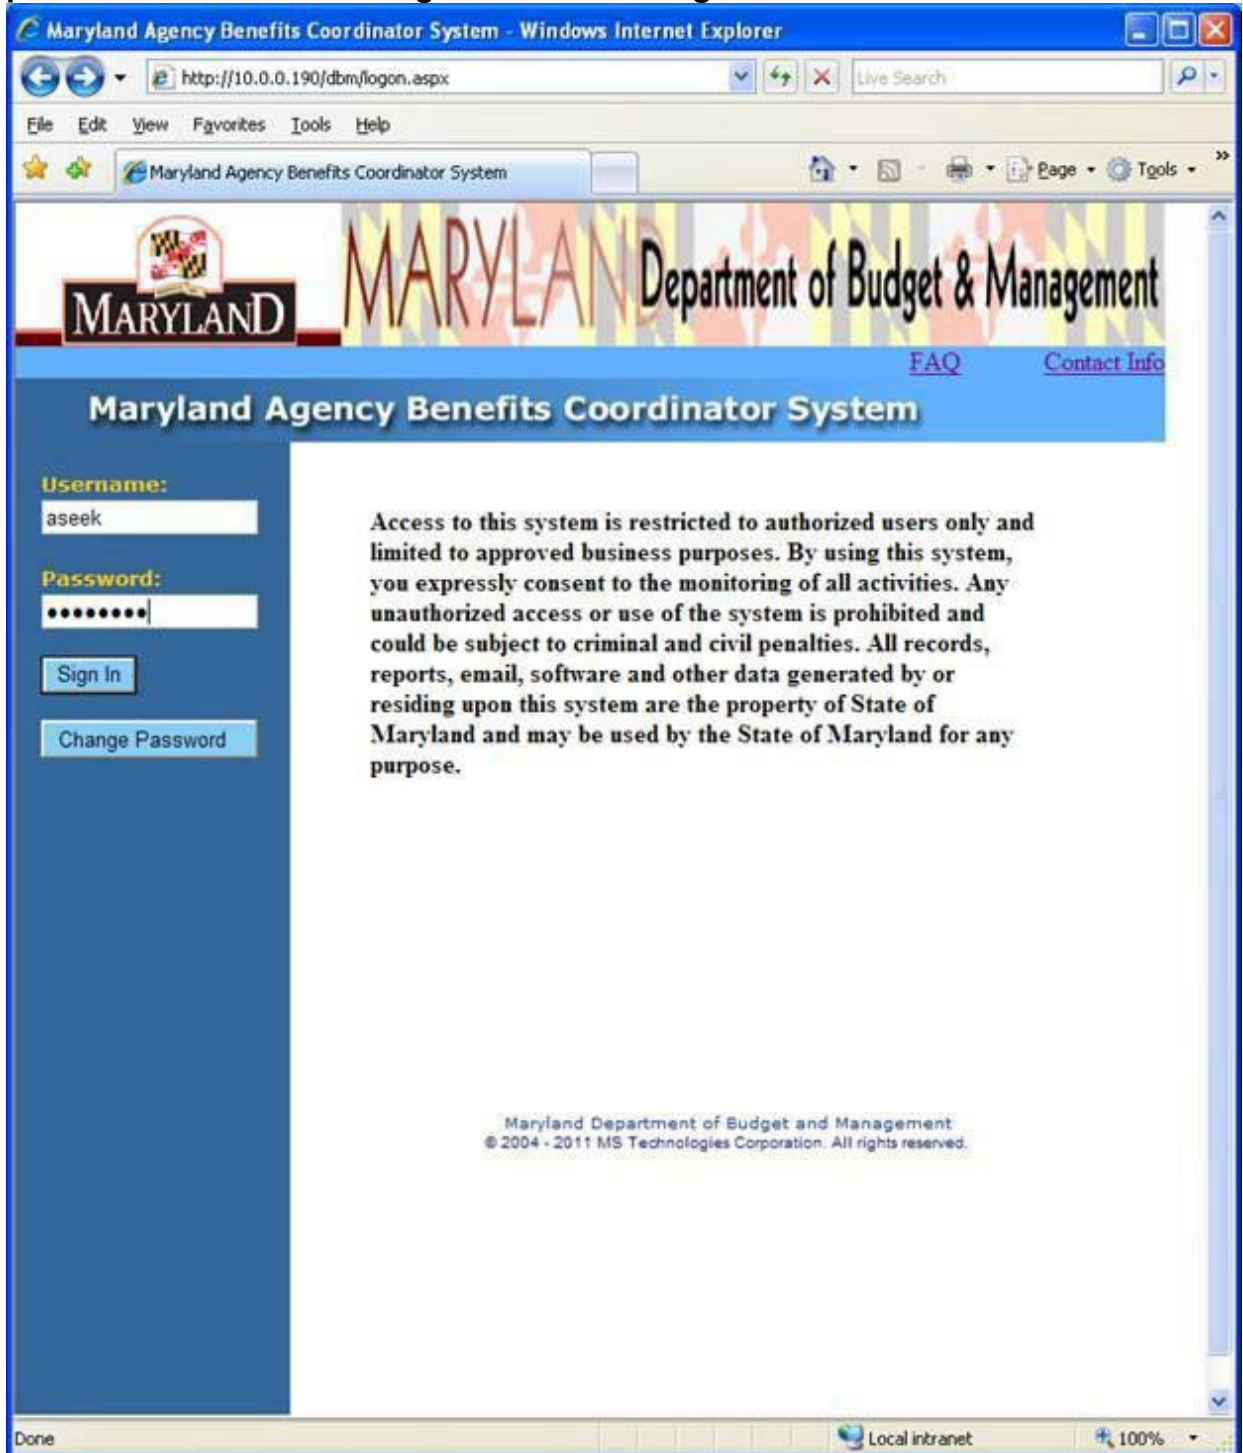 Maryland Agency Benefits Coordinator System - Windows Internet Explorer
http://10.0.0.190/dbm/logon.aspx
Live Search
File Edit View Favorites Tools Help
Maryland Agency Benefits Coordinator System
Page Tools
MARYLAND
MARYLAND Department of Budget & Management
FAQ Contact Info
Maryland Agency Benefits Coordinator System
Username:
aseek
Password:
••••••••
Sign In
Change Password
Access to this system is restricted to authorized users only and
limited to approved business purposes. By using this system,
you expressly consent to the monitoring of all activities. Any
unauthorized access or use of the system is prohibited and
could be subject to criminal and civil penalties. All records,
reports, email, software and other data generated by or
residing upon this system are the property of State of
Maryland and may be used by the State of Maryland for any
purpose.
Maryland Department of Budget and Management
© 2004 - 2011 MS Technologies Corporation. All rights reserved.
Done Local intranet 100%